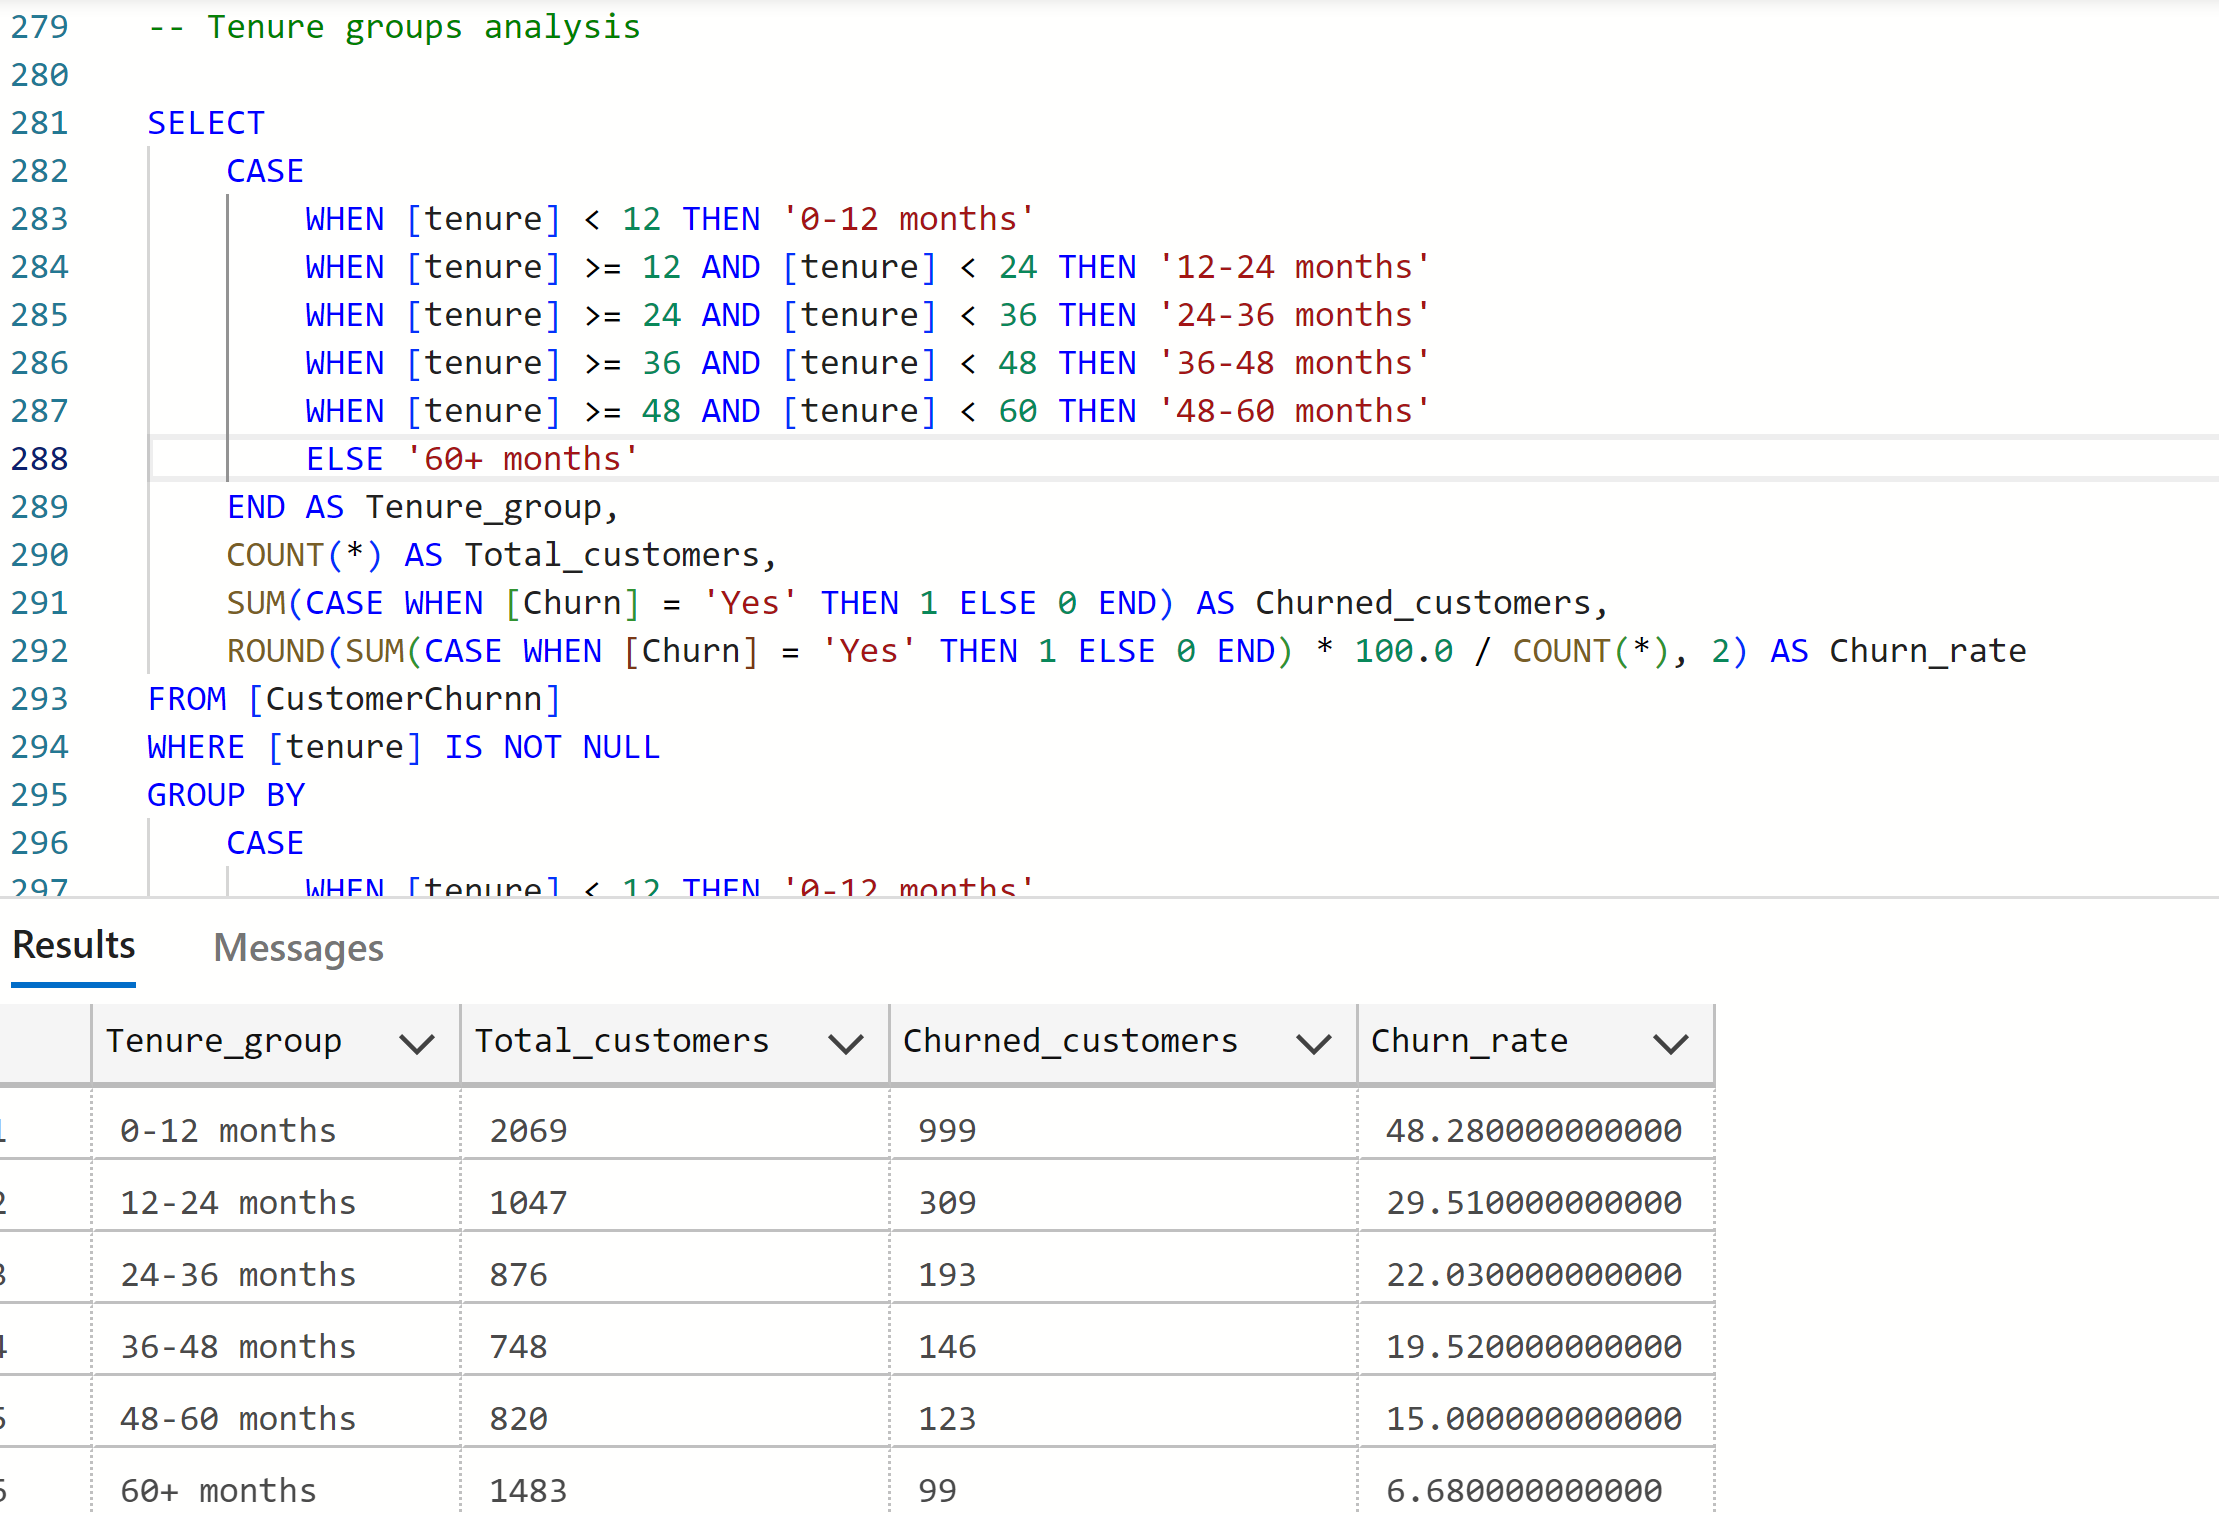 279 -- Tenure groups analysis
280
281 SELECT
282 CASE
283 WHEN [tenure] < 12 THEN '0-12 months'
284 WHEN [tenure] >= 12 AND [tenure] < 24 THEN '12-24 months'
285 WHEN [tenure] >= 24 AND [tenure] < 36 THEN '24-36 months'
286 WHEN [tenure] >= 36 AND [tenure] < 48 THEN '36-48 months'
287 WHEN [tenure] >= 48 AND [tenure] < 60 THEN '48-60 months'
288 ELSE '60+ months'
289 END AS Tenure_group,
290 COUNT(*) AS Total_customers,
291 SUM(CASE WHEN [Churn] = 'Yes' THEN 1 ELSE 0 END) AS Churned_customers,
292 ROUND(SUM(CASE WHEN [Churn] = 'Yes' THEN 1 ELSE 0 END) * 100.0 / COUNT(*), 2) AS Churn_rate
293 FROM [CustomerChurnn]
294 WHERE [tenure] IS NOT NULL
295 GROUP BY
296 CASE
297 WHEN [tenure] < 12 THEN '0-12 months'
Results Messages
Tenure_group Total_customers Churned_customers Churn_rate
1 0-12 months 2069 999 48.280000000000
2 12-24 months 1047 309 29.510000000000
3 24-36 months 876 193 22.030000000000
4 36-48 months 748 146 19.520000000000
5 48-60 months 820 123 15.000000000000
6 60+ months 1483 99 6.680000000000